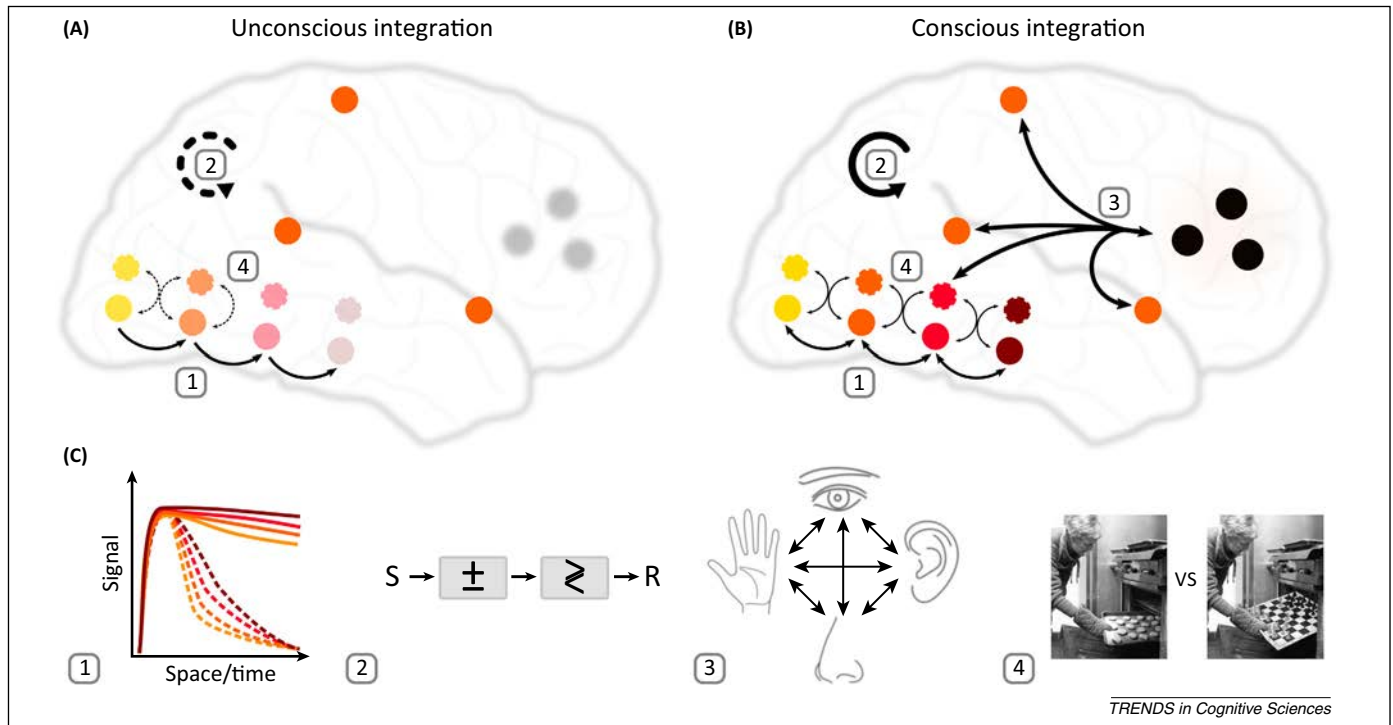 (A) Unconscious integration
(B) Conscious integration
2
4
1
2
3
4
1
(C)
Signal
Space/time
1
S → ± → ≷ → R
2
3
vs
4
TRENDS in Cognitive Sciences